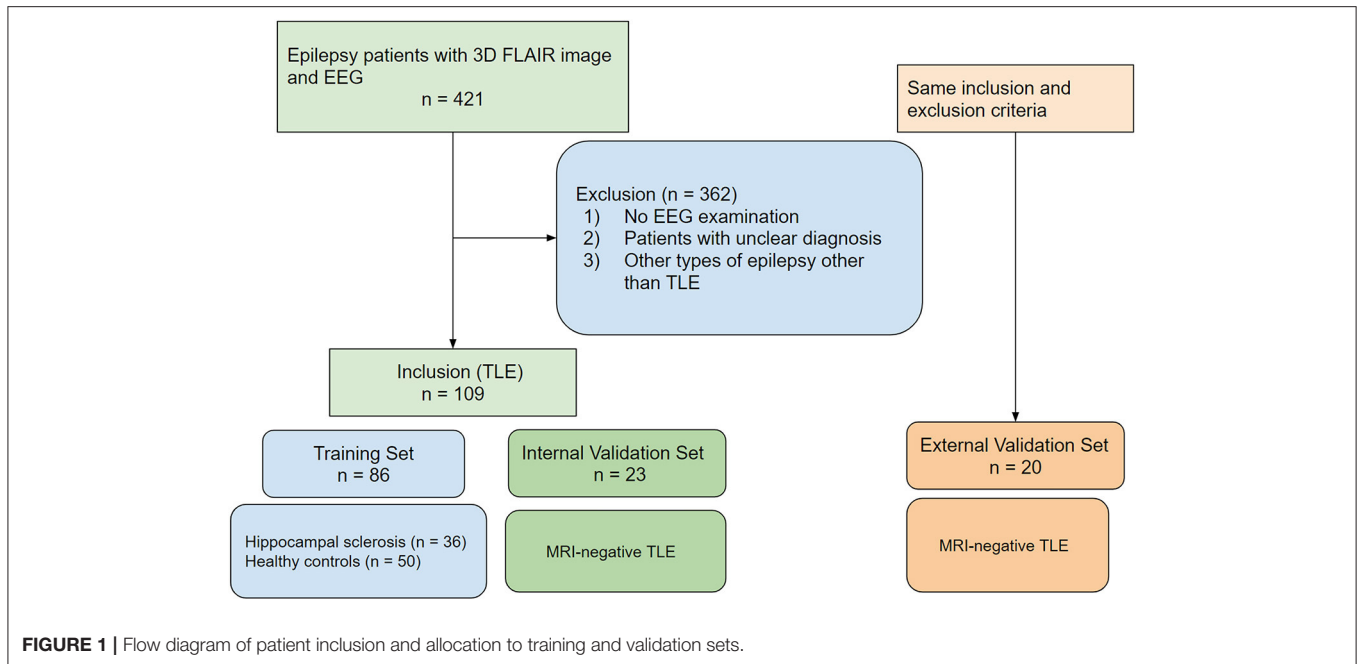 Epilepsy patients with 3D FLAIR image
and EEG
n = 421
Same inclusion and
exclusion criteria
Exclusion (n = 362)
1) No EEG examination
2) Patients with unclear diagnosis
3) Other types of epilepsy other
than TLE
Inclusion (TLE)
n = 109
Training Set
n = 86
Internal Validation Set
n = 23
External Validation Set
n = 20
Hippocampal sclerosis (n = 36)
Healthy controls (n = 50)
MRI-negative TLE
MRI-negative TLE
FIGURE 1 | Flow diagram of patient inclusion and allocation to training and validation sets.